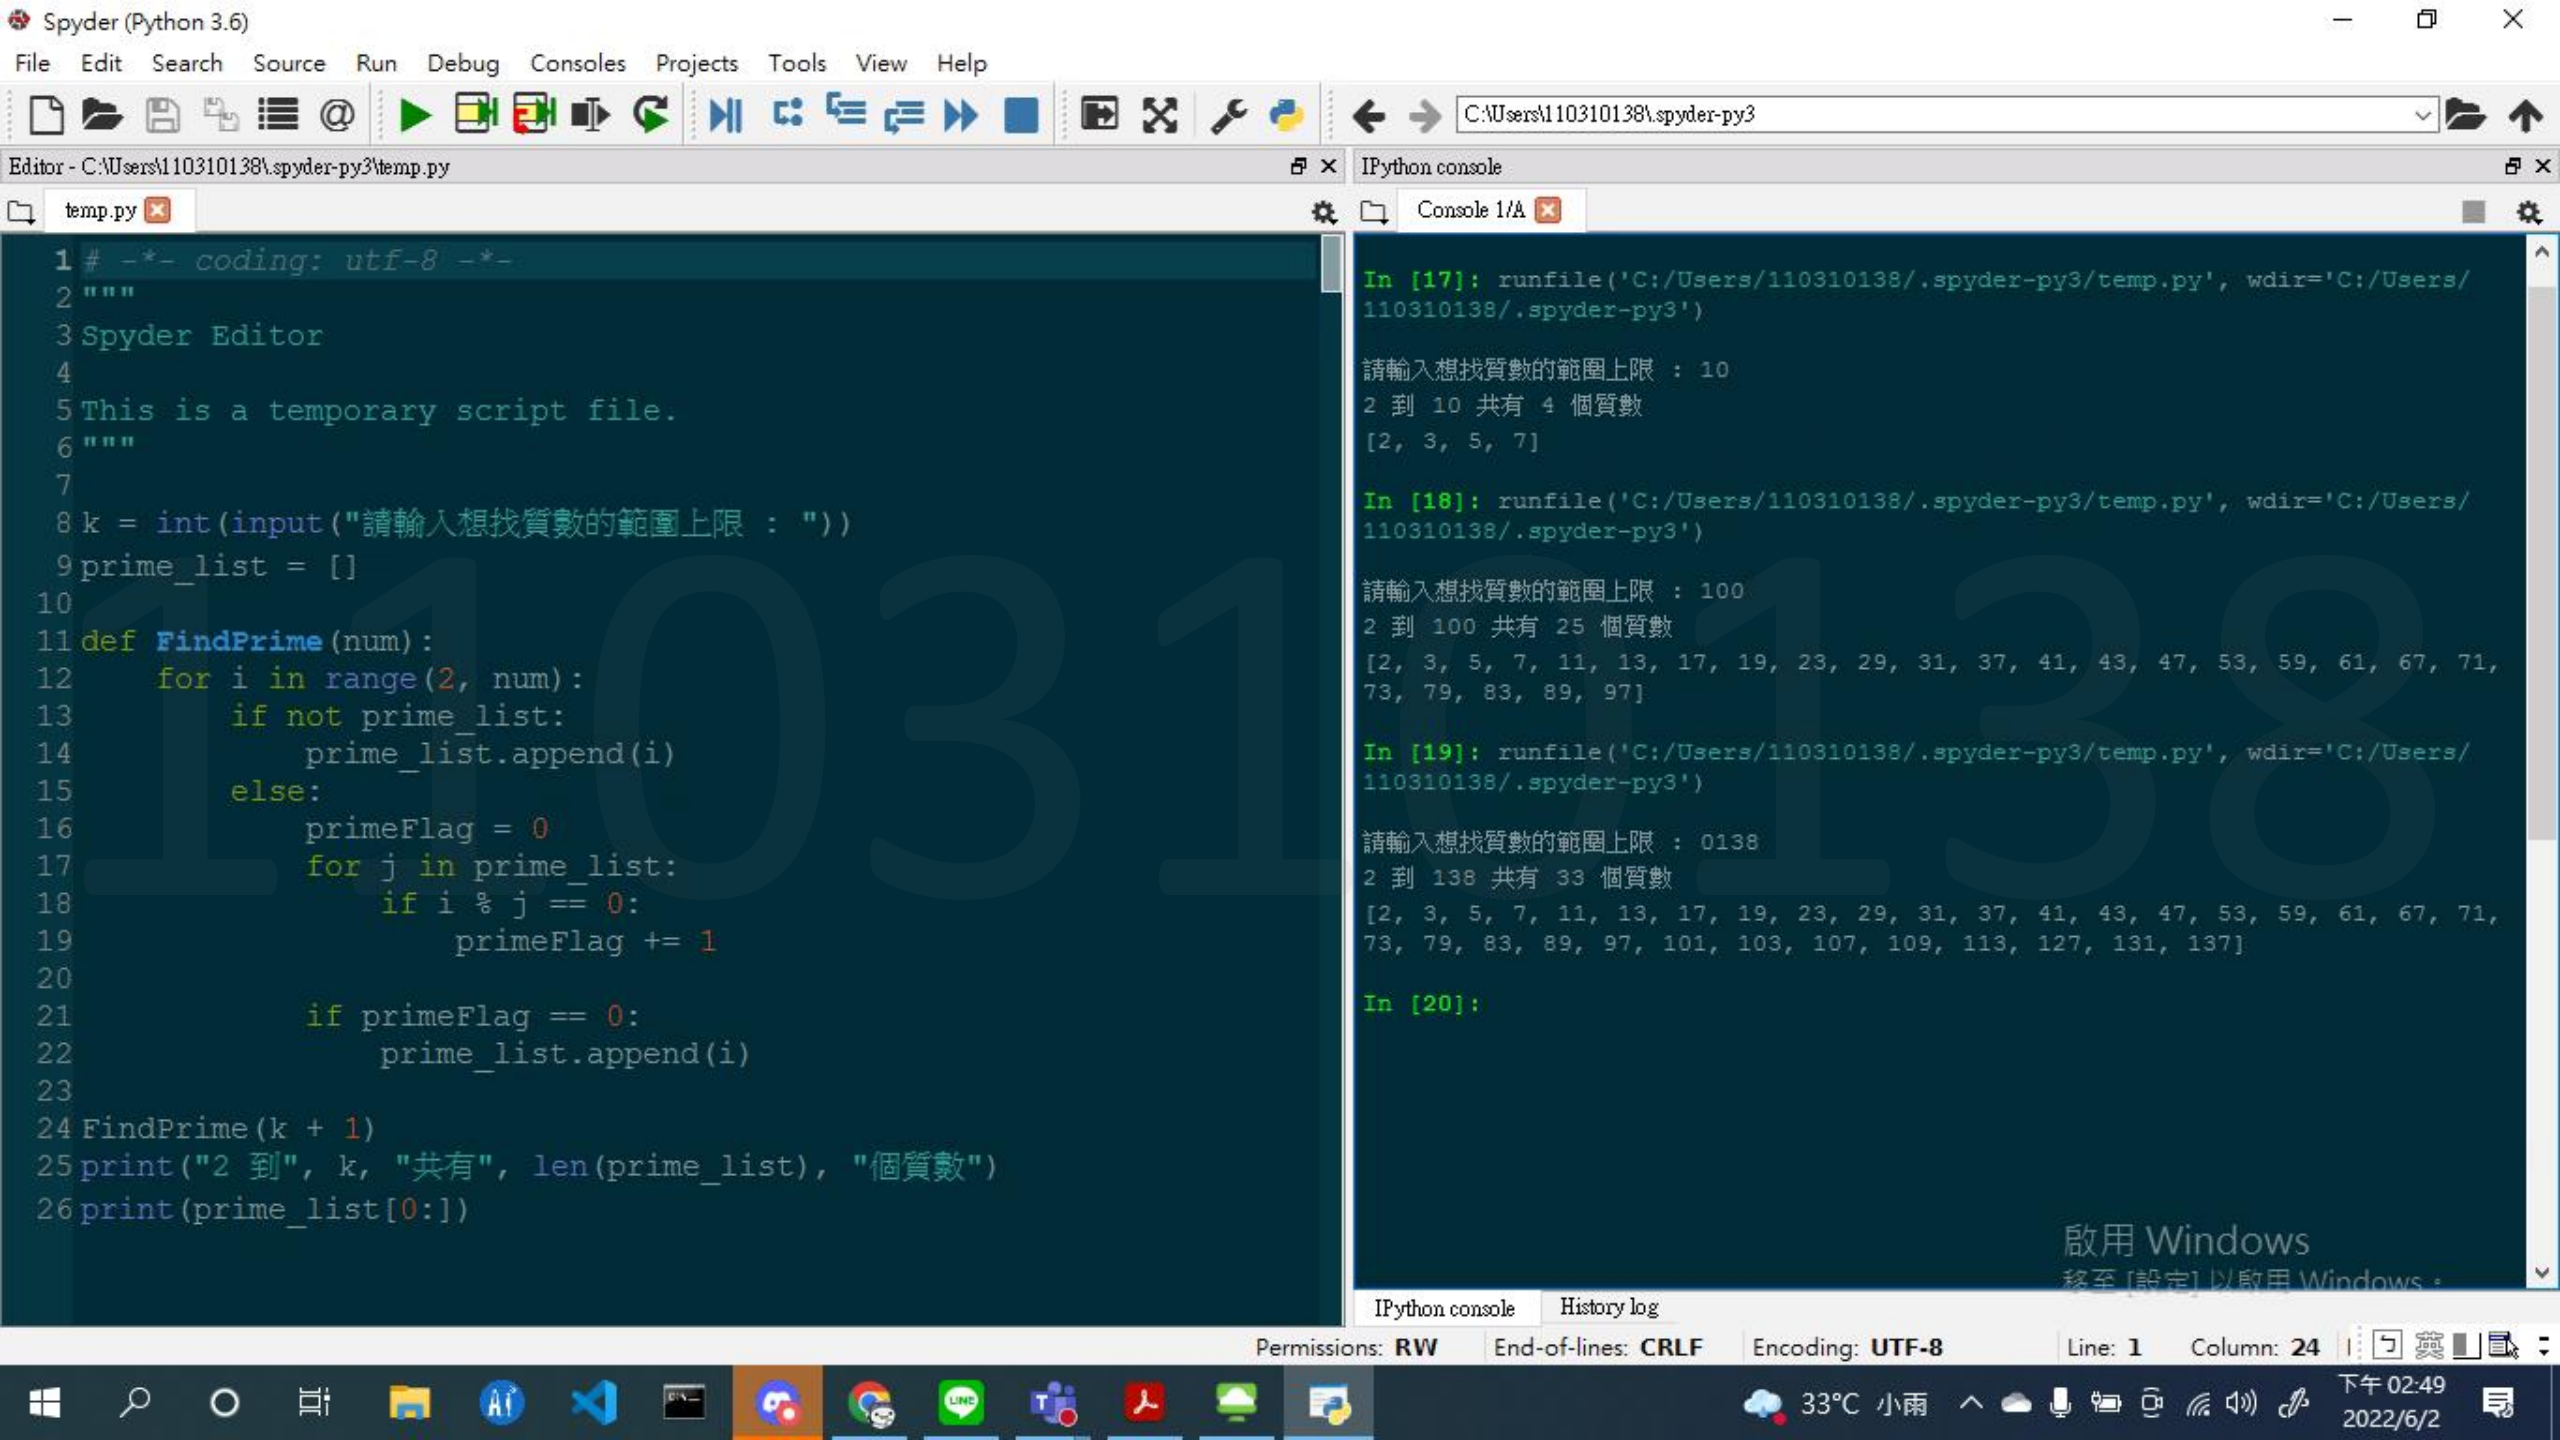 Spyder (Python 3.6)
File Edit Search Source Run Debug Consoles Projects Tools View Help
C:\Users\110310138\.spyder-py3
Editor - C:\Users\110310138\.spyder-py3\temp.py
temp.py
1 # -*- coding: utf-8 -*-
2 """
3 Spyder Editor
4
5 This is a temporary script file.
6 """
7
8 k = int(input("請輸入想找質數的範圍上限 : "))
9 prime_list = []
10
11 def FindPrime(num):
12     for i in range(2, num):
13         if not prime_list:
14             prime_list.append(i)
15         else:
16             primeFlag = 0
17             for j in prime_list:
18                 if i % j == 0:
19                     primeFlag += 1
20
21             if primeFlag == 0:
22                 prime_list.append(i)
23
24 FindPrime(k + 1)
25 print("2 到", k, "共有", len(prime_list), "個質數")
26 print(prime_list[0:])
IPython console
Console 1/A
In [17]: runfile('C:/Users/110310138/.spyder-py3/temp.py', wdir='C:/Users/
110310138/.spyder-py3')
請輸入想找質數的範圍上限 : 10
2 到 10 共有 4 個質數
[2, 3, 5, 7]
In [18]: runfile('C:/Users/110310138/.spyder-py3/temp.py', wdir='C:/Users/
110310138/.spyder-py3')
請輸入想找質數的範圍上限 : 100
2 到 100 共有 25 個質數
[2, 3, 5, 7, 11, 13, 17, 19, 23, 29, 31, 37, 41, 43, 47, 53, 59, 61, 67, 71,
73, 79, 83, 89, 97]
In [19]: runfile('C:/Users/110310138/.spyder-py3/temp.py', wdir='C:/Users/
110310138/.spyder-py3')
請輸入想找質數的範圍上限 : 0138
2 到 138 共有 33 個質數
[2, 3, 5, 7, 11, 13, 17, 19, 23, 29, 31, 37, 41, 43, 47, 53, 59, 61, 67, 71,
73, 79, 83, 89, 97, 101, 103, 107, 109, 113, 127, 131, 137]
In [20]:
110310138
啟用 Windows
移至 [設定] 以啟用 Windows。
IPython console History log
Permissions: RW End-of-lines: CRLF Encoding: UTF-8 Line: 1 Column: 24
ㄅ 英
33°C 小雨
下午 02:49
2022/6/2